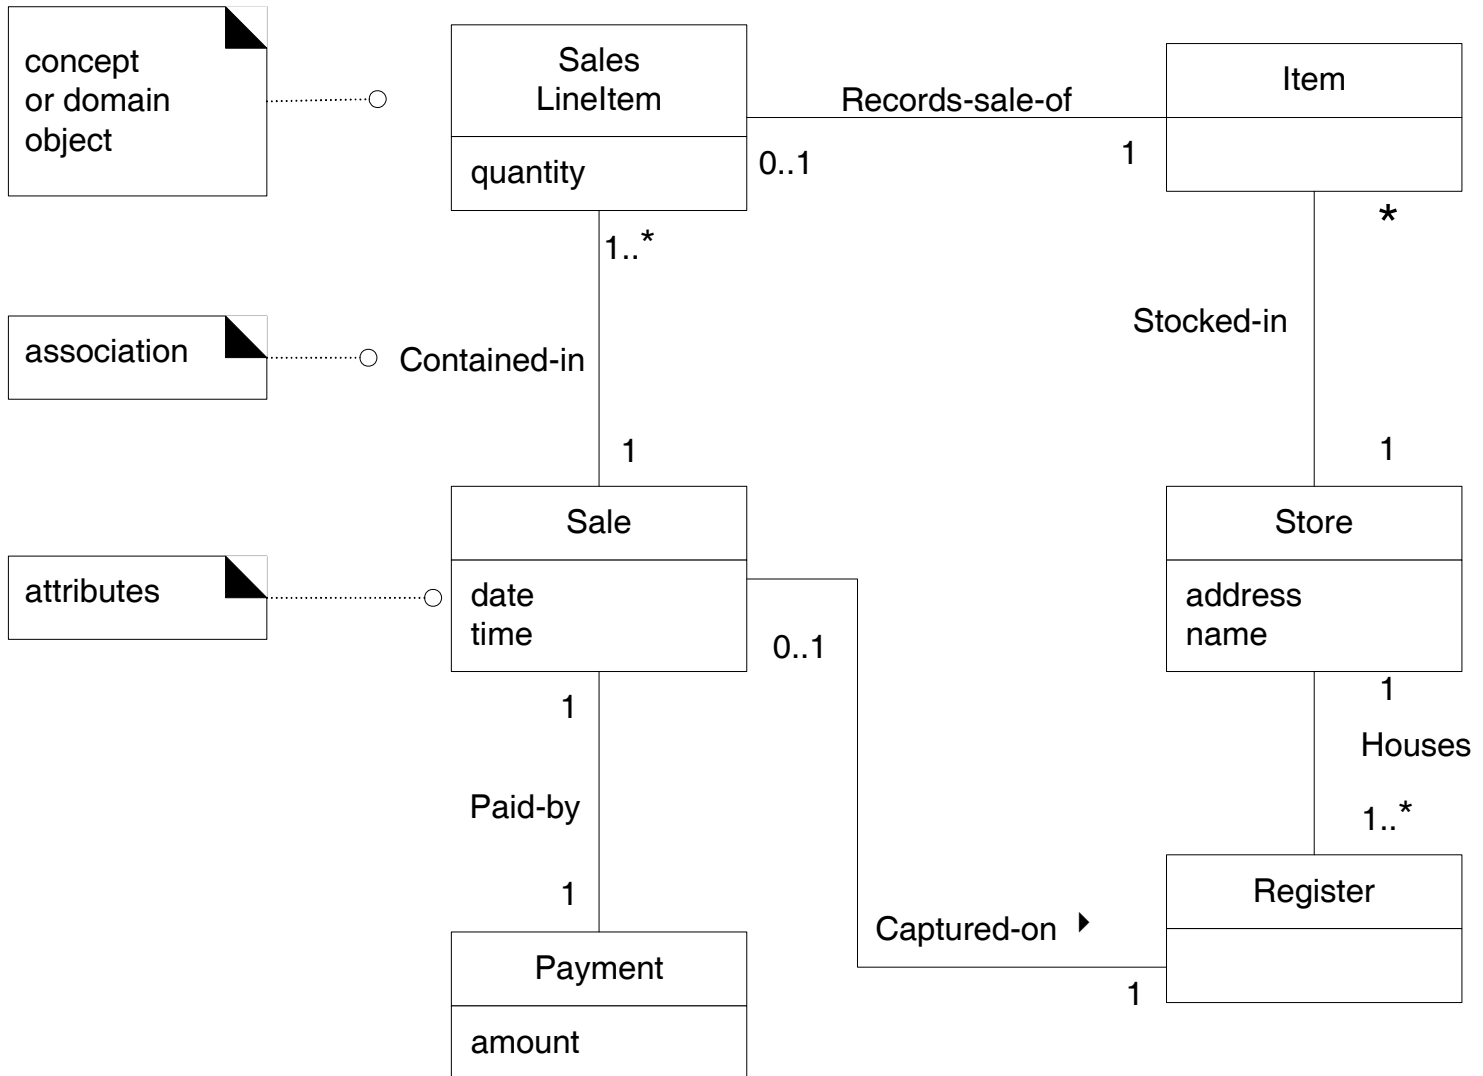 concept
or domain
object
Sales
LineItem
quantity
Records-sale-of
0..1
1
Item
*
1..*
association
Contained-in
Stocked-in
1
1
Sale
date
time
Store
address
name
attributes
0..1
1
1
Houses
Paid-by
1..*
1
Captured-on
1
Register
Payment
amount